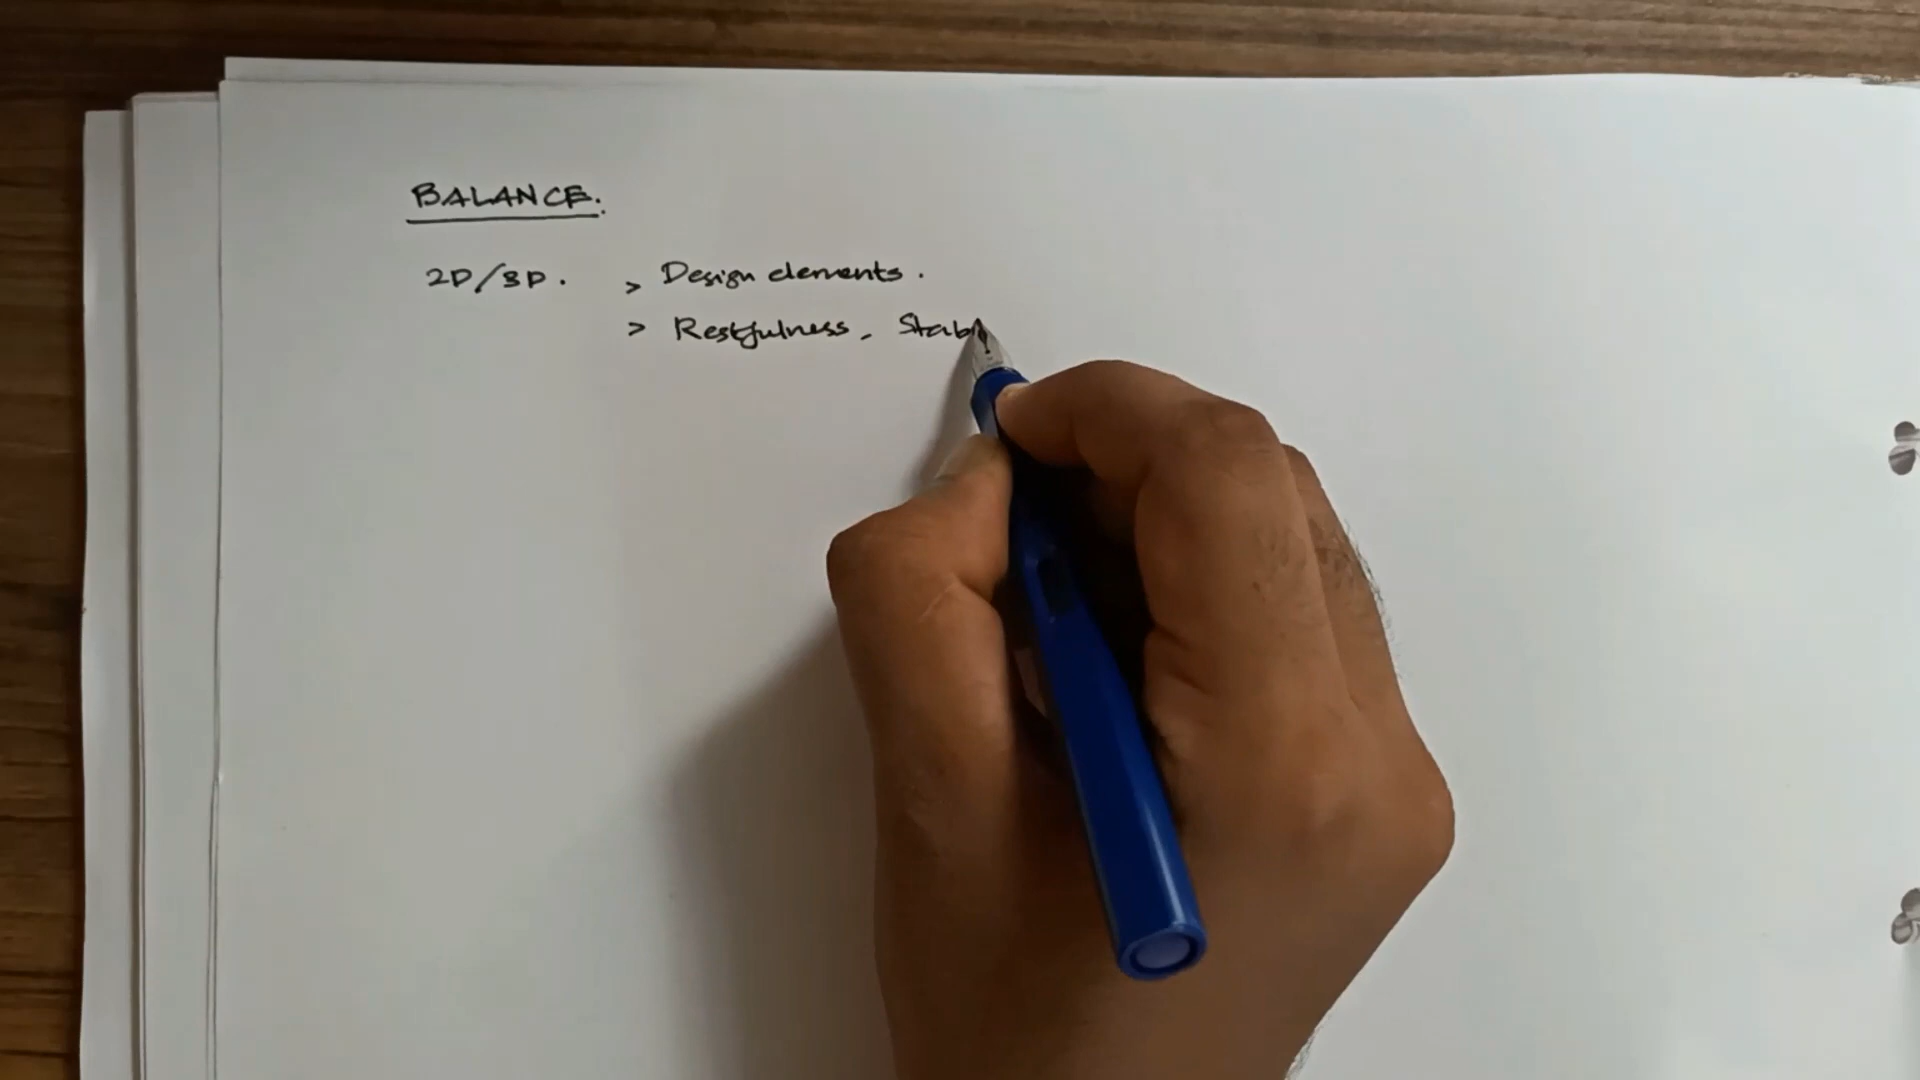 BALANCE.
2D/3D. > Design elements.
> Restfulness, Stab